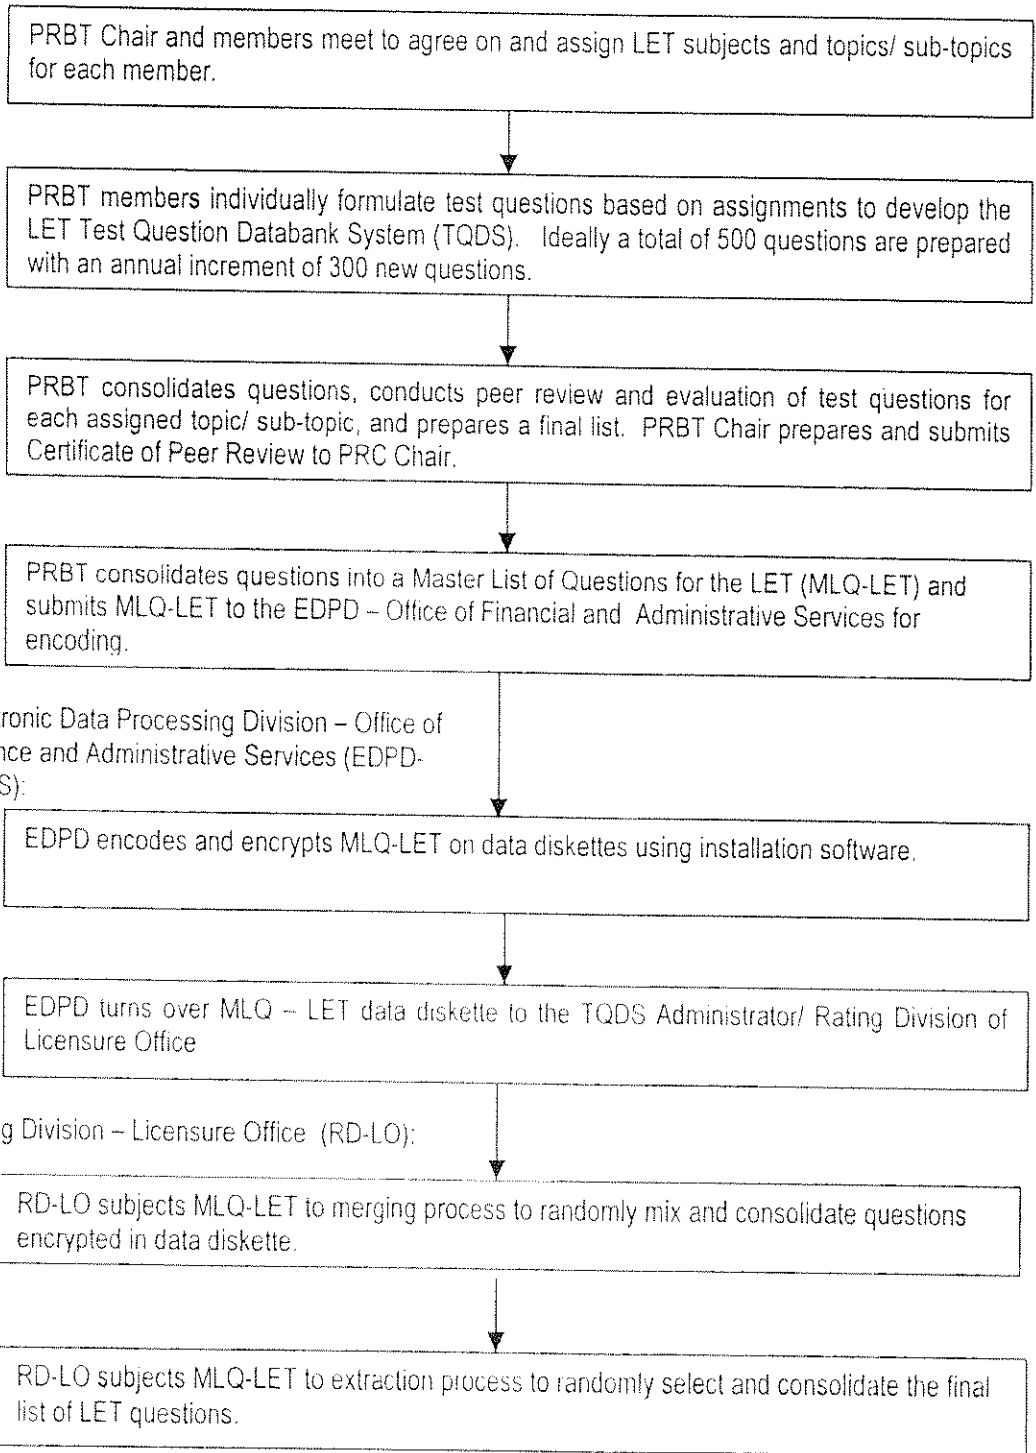 PRBT Chair and members meet to agree on and assign LET subjects and topics/ sub-topics
for each member.
PRBT members individually formulate test questions based on assignments to develop the
LET Test Question Databank System (TQDS). Ideally a total of 500 questions are prepared
with an annual increment of 300 new questions.
PRBT consolidates questions, conducts peer review and evaluation of test questions for
each assigned topic/ sub-topic, and prepares a final list. PRBT Chair prepares and submits
Certificate of Peer Review to PRC Chair.
PRBT consolidates questions into a Master List of Questions for the LET (MLQ-LET) and
submits MLQ-LET to the EDPD – Office of Financial and Administrative Services for
encoding.
tronic Data Processing Division – Office of
nce and Administrative Services (EDPD-
S):
EDPD encodes and encrypts MLQ-LET on data diskettes using installation software.
EDPD turns over MLQ – LET data diskette to the TQDS Administrator/ Rating Division of
Licensure Office
g Division – Licensure Office (RD-LO):
RD-LO subjects MLQ-LET to merging process to randomly mix and consolidate questions
encrypted in data diskette.
RD-LO subjects MLQ-LET to extraction process to randomly select and consolidate the final
list of LET questions.